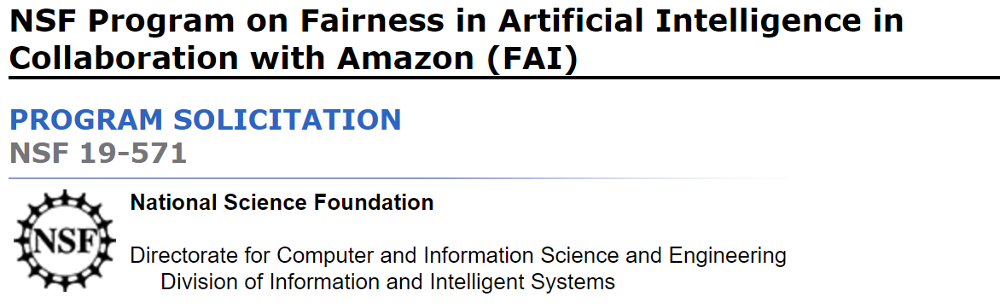 NSF Program on Fairness in Artificial Intelligence in
Collaboration with Amazon (FAI)
PROGRAM SOLICITATION
NSF 19-571
National Science Foundation
NSF
Directorate for Computer and Information Science and Engineering
Division of Information and Intelligent Systems